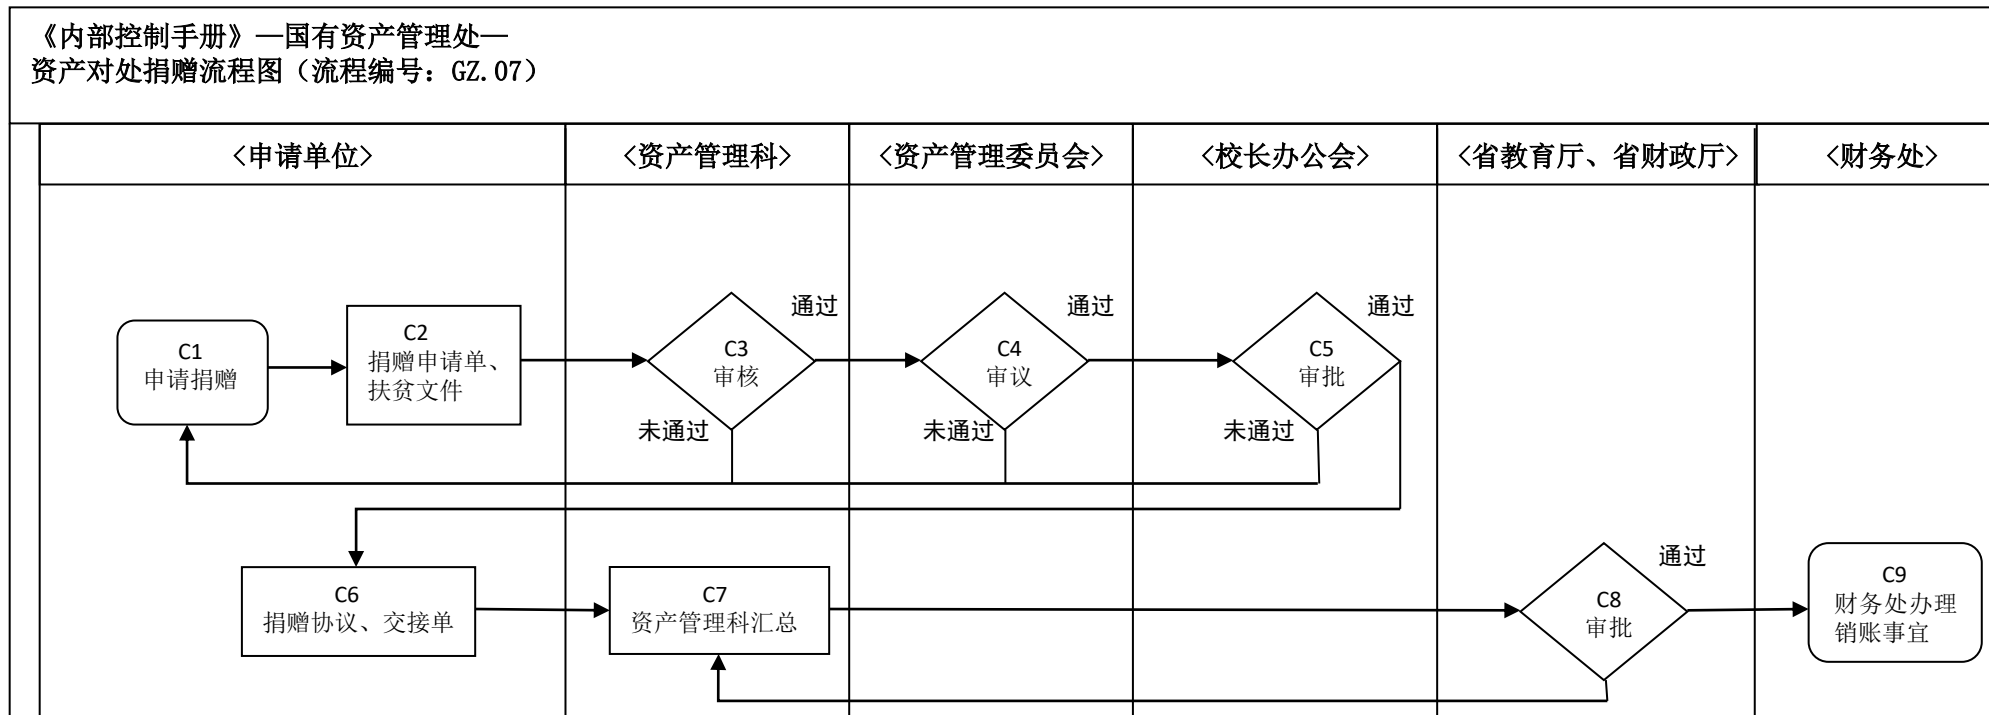 《内部控制手册》—国有资产管理处—
资产对处捐赠流程图（流程编号：GZ.07）
<申请单位>
<资产管理科>
<资产管理委员会>
<校长办公会>
<省教育厅、省财政厅>
<财务处>
C1
申请捐赠
C2
捐赠申请单、
扶贫文件
C3
审核
通过
未通过
C4
审议
通过
未通过
C5
审批
通过
未通过
C6
捐赠协议、交接单
C7
资产管理科汇总
C8
审批
通过
C9
财务处办理
销账事宜